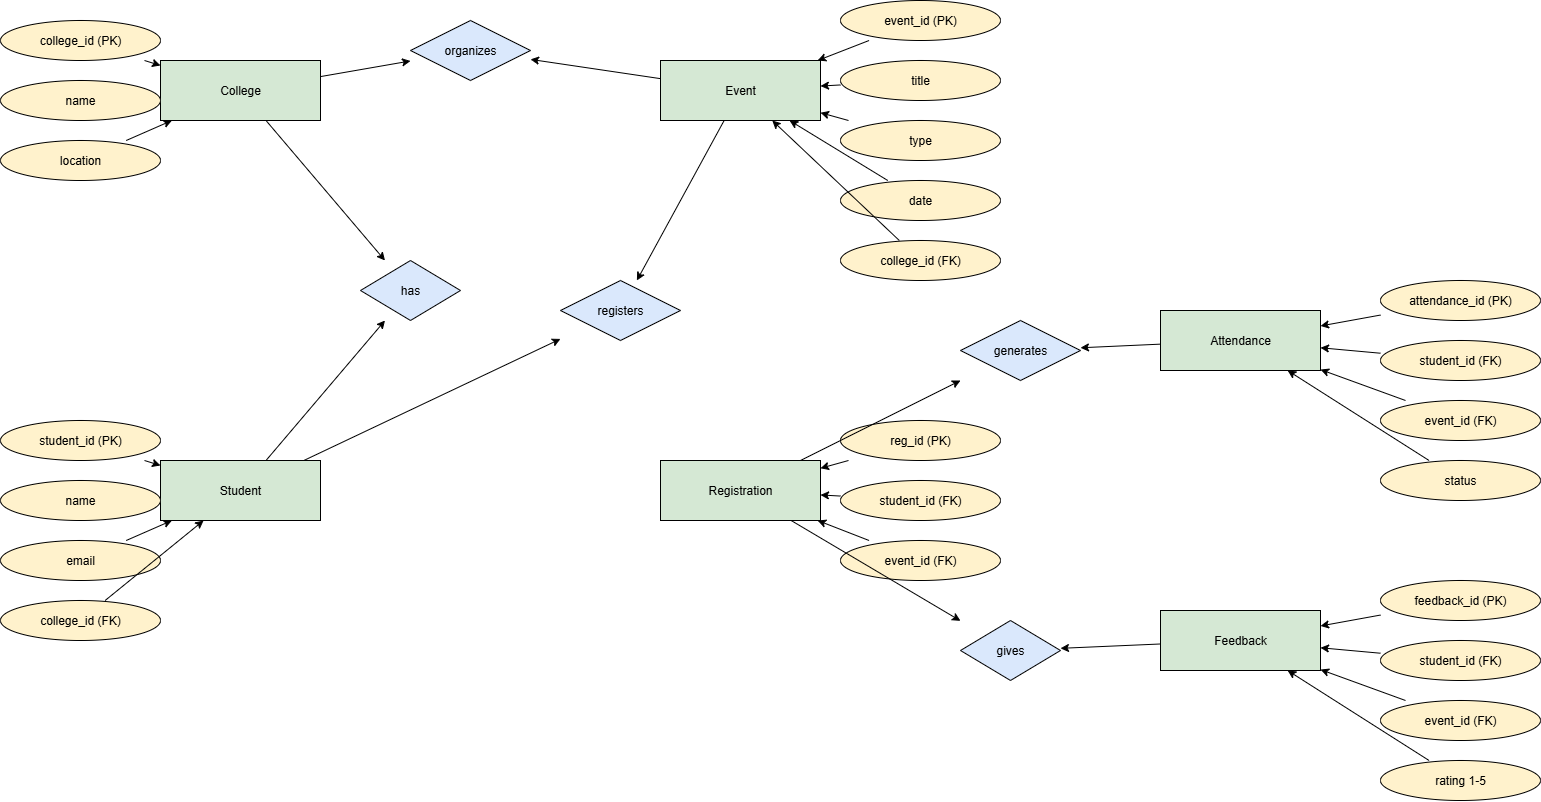 college_id (PK)
name
location
College
organizes
Event
event_id (PK)
title
type
date
college_id (FK)
has
registers
student_id (PK)
name
email
college_id (FK)
Student
Registration
reg_id (PK)
student_id (FK)
event_id (FK)
generates
Attendance
attendance_id (PK)
student_id (FK)
event_id (FK)
status
gives
Feedback
feedback_id (PK)
student_id (FK)
event_id (FK)
rating 1-5